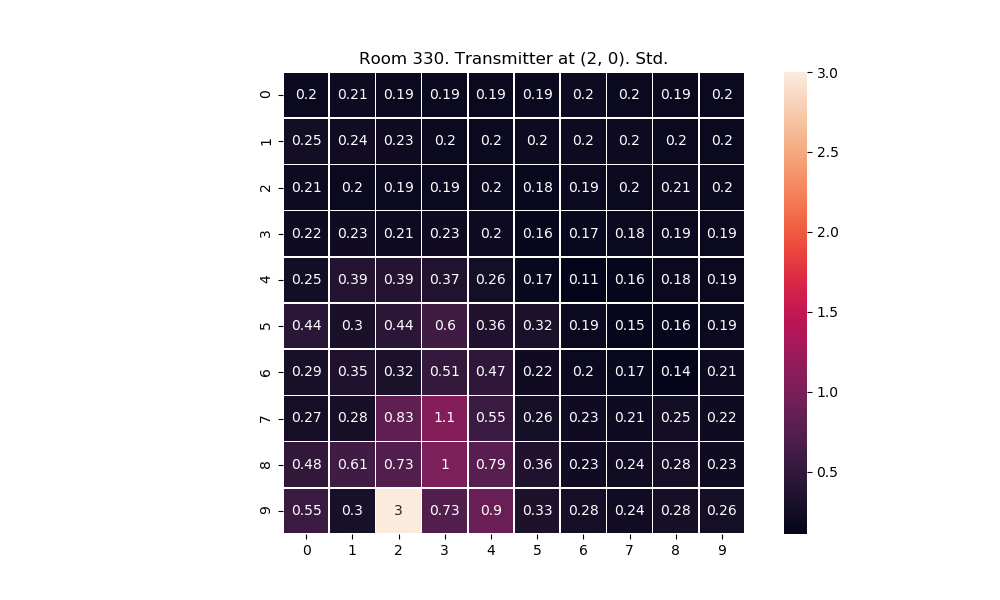 Room 330. Transmitter at (2, 0). Std.
0 0.2 0.21 0.19 0.19 0.19 0.19 0.2 0.2 0.19 0.2
1 0.25 0.24 0.23 0.2 0.2 0.2 0.2 0.2 0.2 0.2
2 0.21 0.2 0.19 0.19 0.2 0.18 0.19 0.2 0.21 0.2
3 0.22 0.23 0.21 0.23 0.2 0.16 0.17 0.18 0.19 0.19
4 0.25 0.39 0.39 0.37 0.26 0.17 0.11 0.16 0.18 0.19
5 0.44 0.3 0.44 0.6 0.36 0.32 0.19 0.15 0.16 0.19
6 0.29 0.35 0.32 0.51 0.47 0.22 0.2 0.17 0.14 0.21
7 0.27 0.28 0.83 1.1 0.55 0.26 0.23 0.21 0.25 0.22
8 0.48 0.61 0.73 1 0.79 0.36 0.23 0.24 0.28 0.23
9 0.55 0.3 3 0.73 0.9 0.33 0.28 0.24 0.28 0.26
0 1 2 3 4 5 6 7 8 9
3.0
2.5
2.0
1.5
1.0
0.5